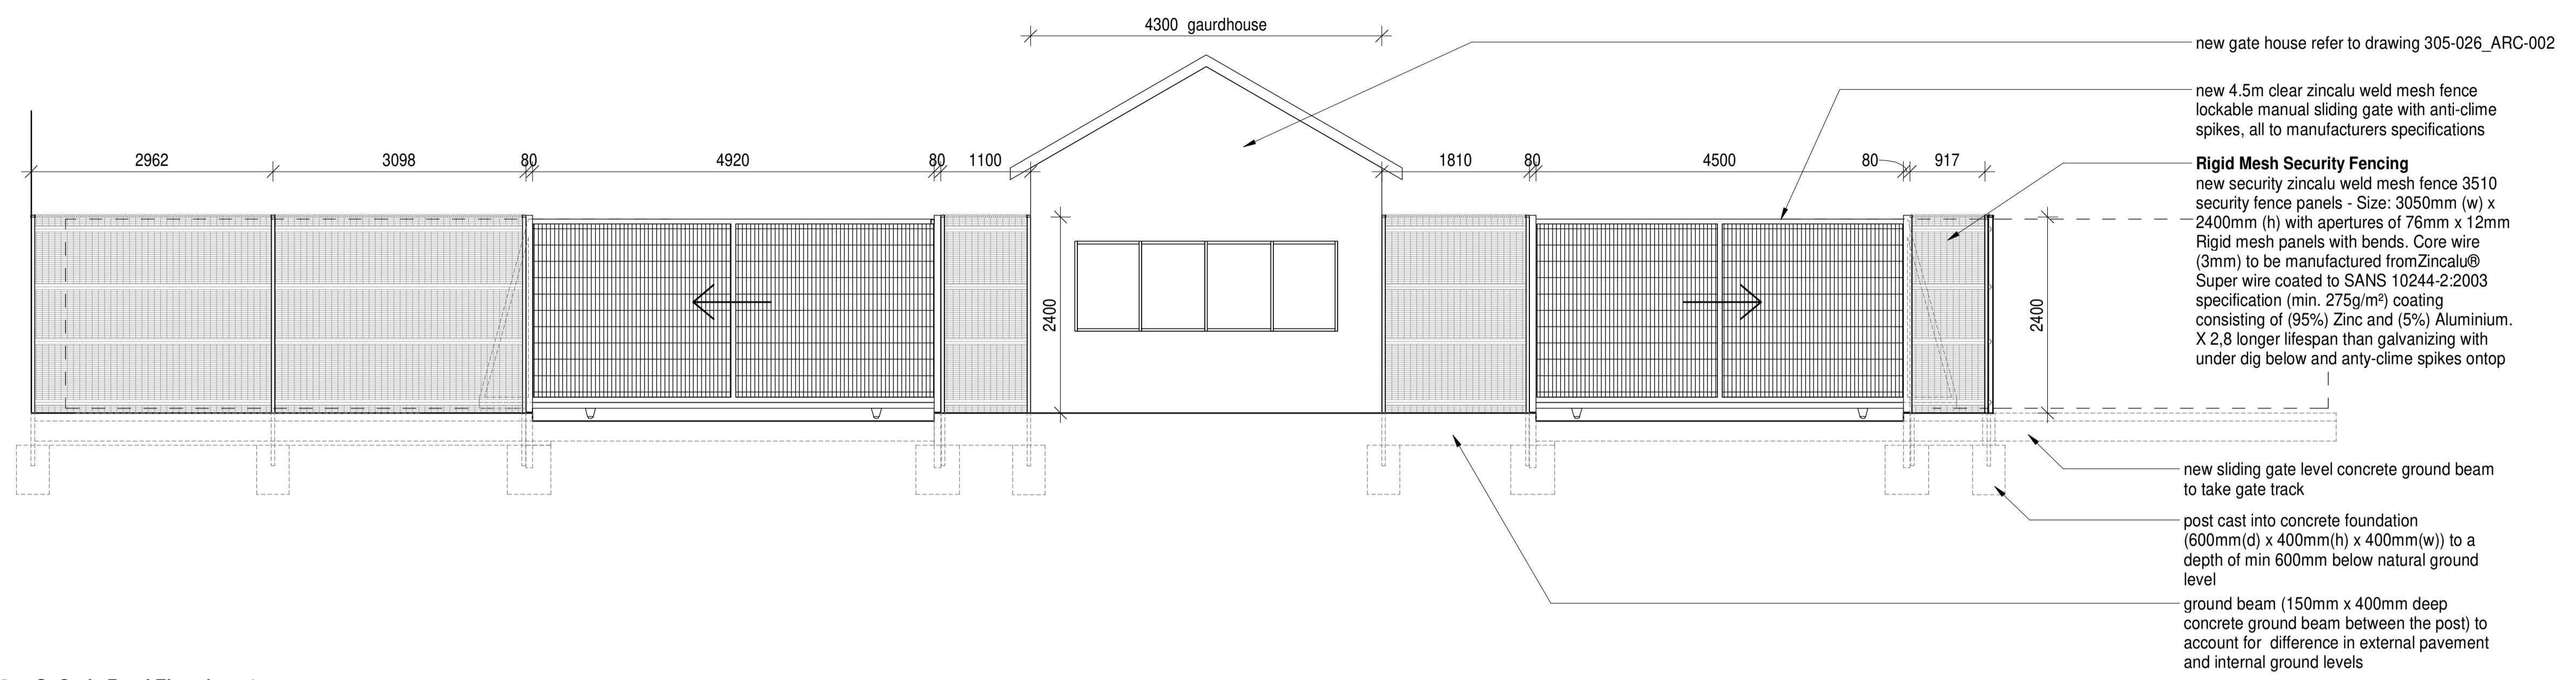 4300 gaurdhouse
new gate house refer to drawing 305-026_ARC-002
new 4.5m clear zincalu weld mesh fence
lockable manual sliding gate with anti-clime
spikes, all to manufacturers specifications
2962
3098
80
4920
80
1100
1810
80
4500
80
917
Rigid Mesh Security Fencing
new security zincalu weld mesh fence 3510
security fence panels - Size: 3050mm (w) x
2400mm (h) with apertures of 76mm x 12mm
Rigid mesh panels with bends. Core wire
(3mm) to be manufactured fromZincalu®
Super wire coated to SANS 10244-2:2003
specification (min. 275g/m²) coating
consisting of (95%) Zinc and (5%) Aluminium.
X 2,8 longer lifespan than galvanizing with
under dig below and anty-clime spikes ontop
2400
2400
new sliding gate level concrete ground beam
to take gate track
post cast into concrete foundation
(600mm(d) x 400mm(h) x 400mm(w)) to a
depth of min 600mm below natural ground
level
ground beam (150mm x 400mm deep
concrete ground beam between the post) to
account for difference in external pavement
and internal ground levels